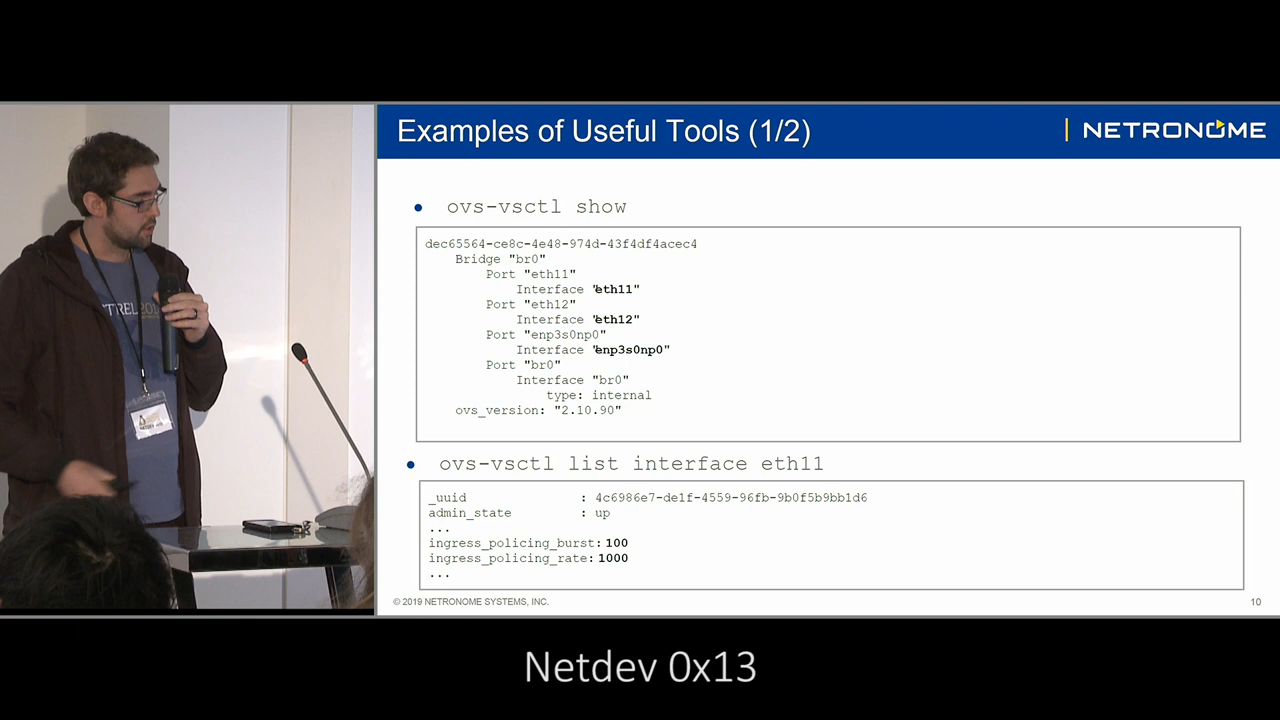 Examples of Useful Tools (1/2)
NETRONOME
• ovs-vsctl show
dec65564-ce8c-4e48-974d-43f4df4acec4
Bridge "br0"
Port "eth11"
Interface "eth11"
Port "eth12"
Interface "eth12"
Port "enp3s0np0"
Interface "enp3s0np0"
Port "br0"
Interface "br0"
type: internal
ovs_version: "2.10.90"
• ovs-vsctl list interface eth11
_uuid : 4c6986e7-de1f-4559-96fb-9b0f5b9bb1d6
admin_state : up
...
ingress_policing_burst: 100
ingress_policing_rate: 1000
...
© 2019 NETRONOME SYSTEMS, INC.
10
Netdev 0x13